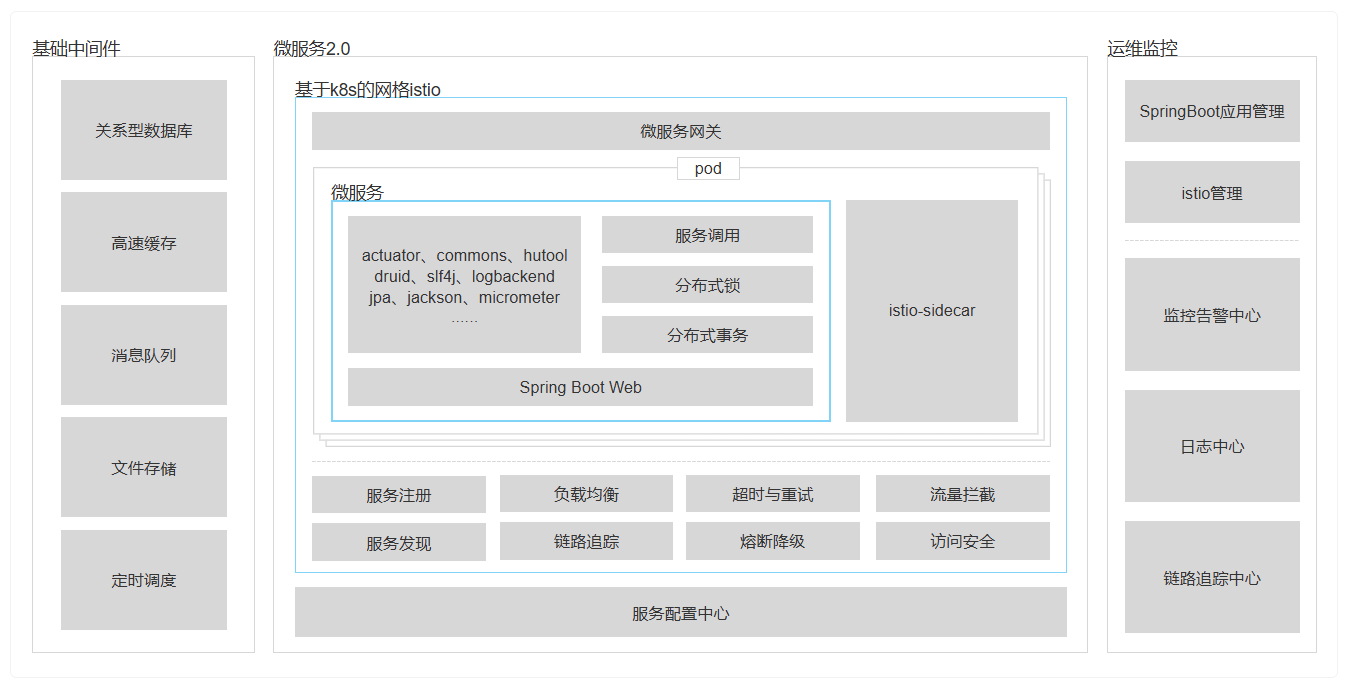 基础中间件
关系型数据库
高速缓存
消息队列
文件存储
定时调度
微服务2.0
基于k8s的网格istio
微服务网关
pod
微服务
actuator、commons、hutool
druid、slf4j、logbackend
jpa、jackson、micrometer
......
服务调用
分布式锁
分布式事务
Spring Boot Web
istio-sidecar
服务注册
负载均衡
超时与重试
流量拦截
服务发现
链路追踪
熔断降级
访问安全
服务配置中心
运维监控
SpringBoot应用管理
istio管理
监控告警中心
日志中心
链路追踪中心